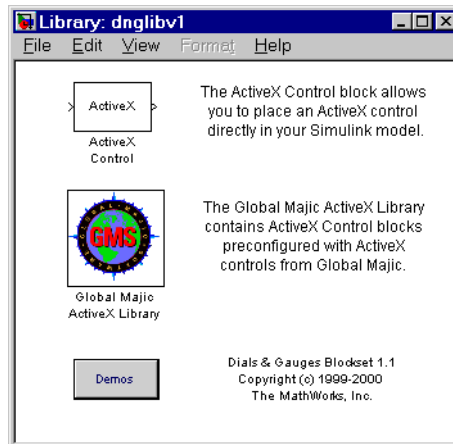 Library: dnglibv1
File Edit View Format Help
ActiveX
ActiveX
Control
The ActiveX Control block allows
you to place an ActiveX control
directly in your Simulink model.
GLOBAL MAJIC SOFTWARE
GMS
Global Majic
ActiveX Library
The Global Majic ActiveX Library
contains ActiveX Control blocks
preconfigured with ActiveX
controls from Global Majic.
Demos
Dials & Gauges Blockset 1.1
Copyright (c) 1999-2000
The MathWorks, Inc.